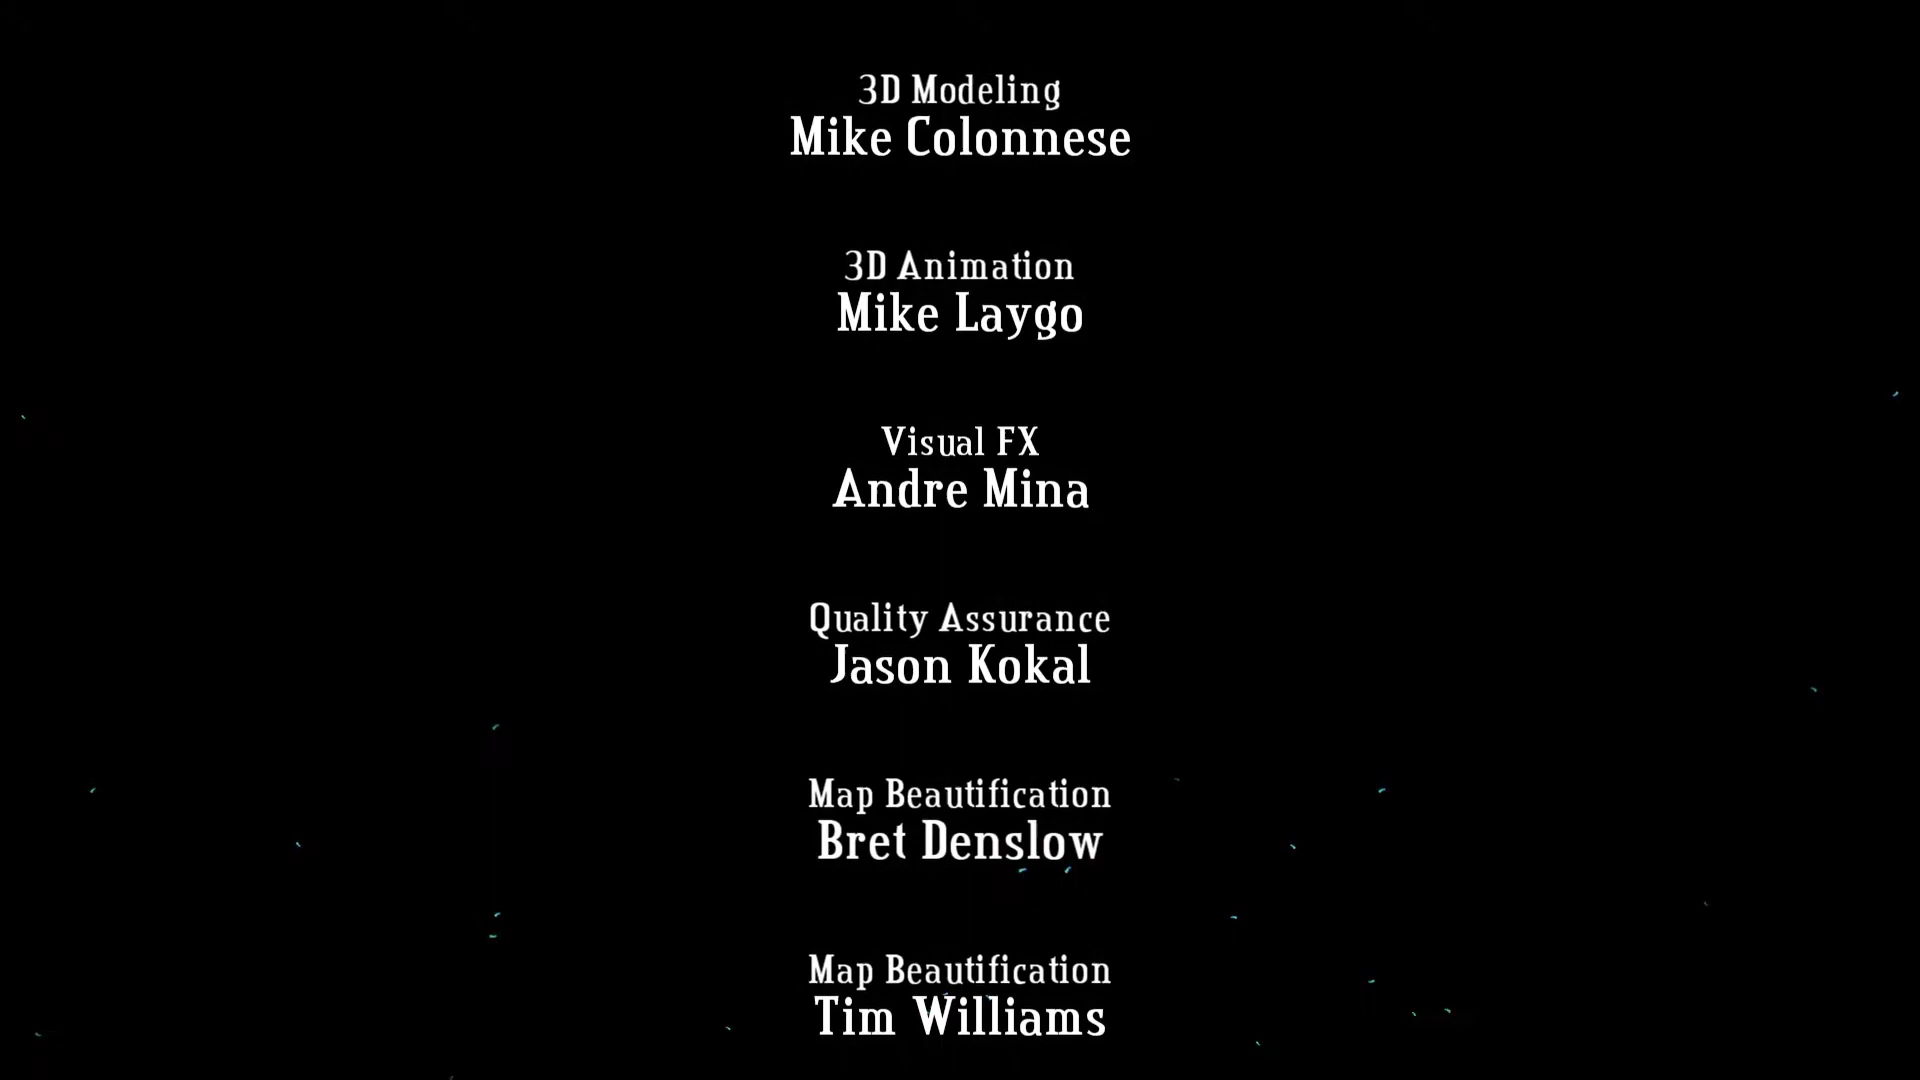 3D Modeling
Mike Colonnese
3D Animation
Mike Laygo
Visual FX
Andre Mina
Quality Assurance
Jason Kokal
Map Beautification
Bret Denslow
Map Beautification
Tim Williams